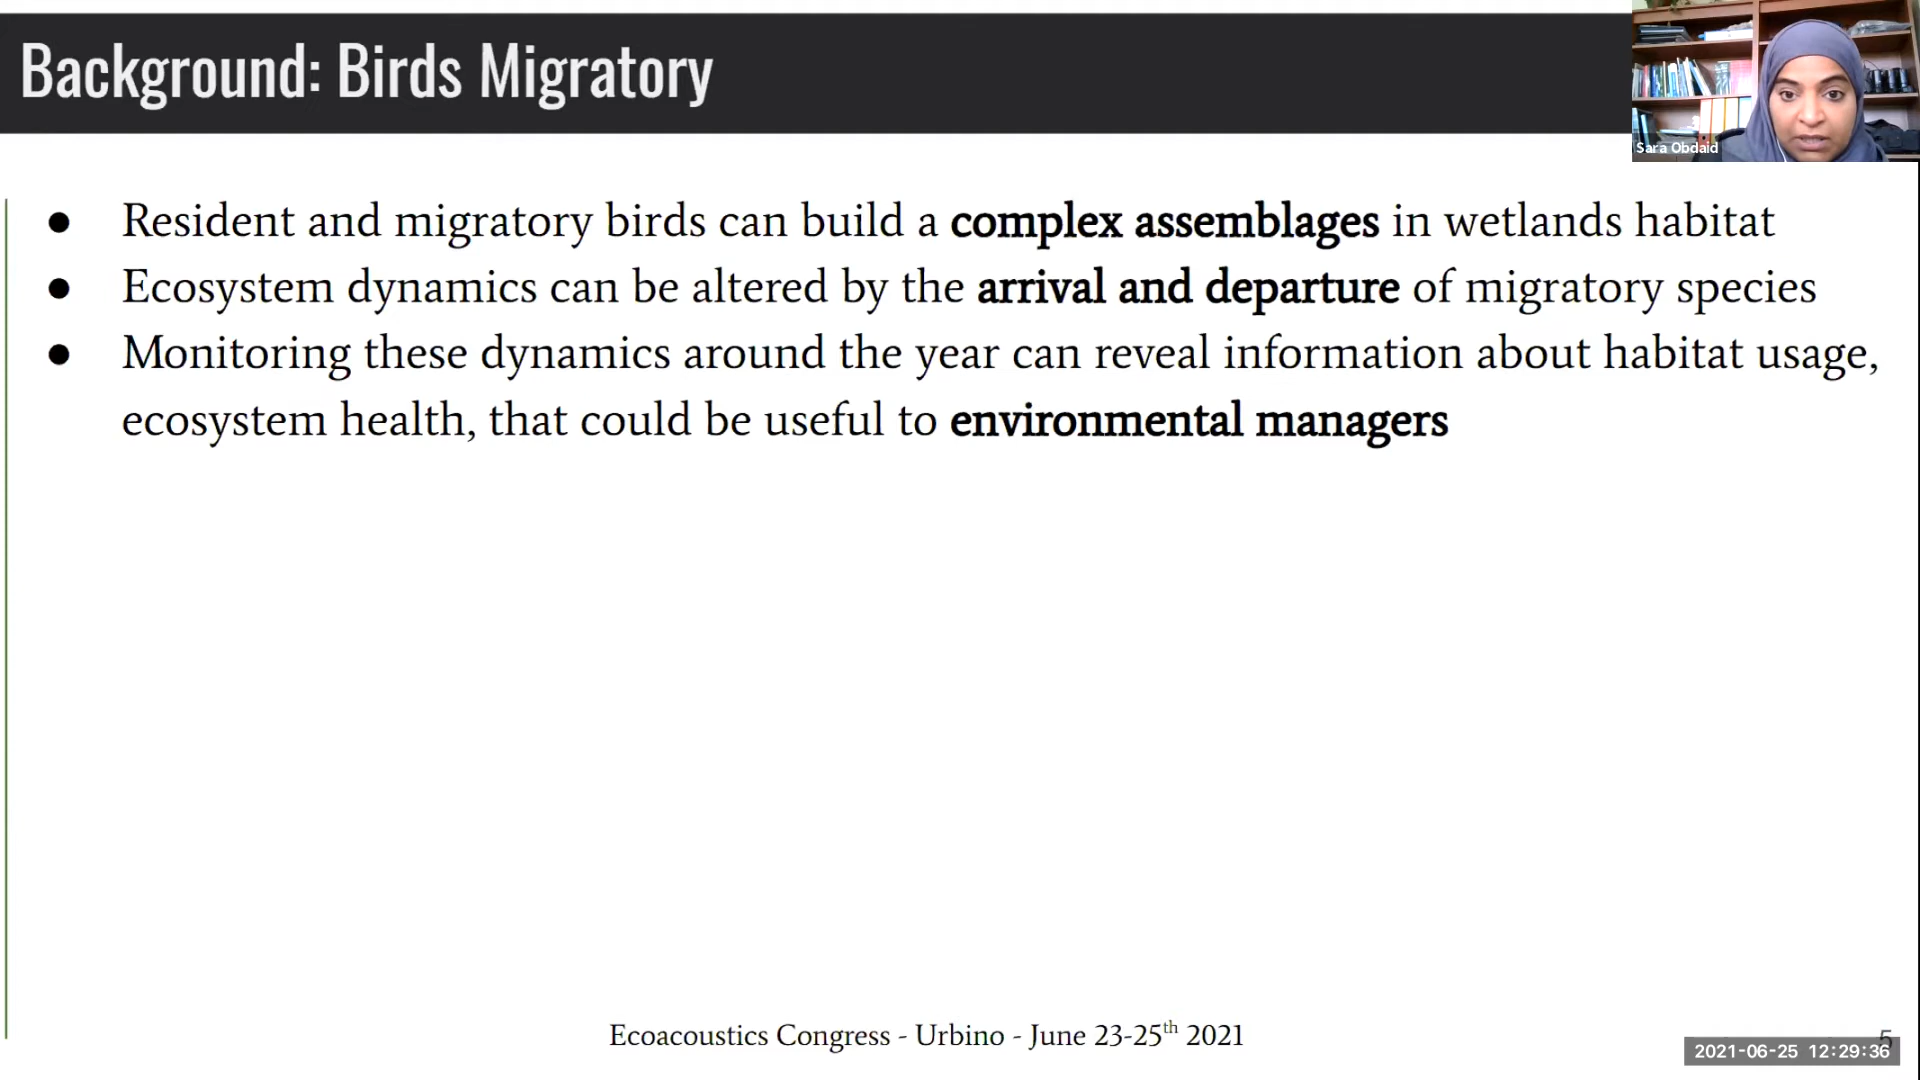 Background: Birds Migratory
Sara Obdaid
● Resident and migratory birds can build a complex assemblages in wetlands habitat
● Ecosystem dynamics can be altered by the arrival and departure of migratory species
● Monitoring these dynamics around the year can reveal information about habitat usage,
ecosystem health, that could be useful to environmental managers
Ecoacoustics Congress - Urbino - June 23-25th 2021
5
2021-06-25 12:29:36